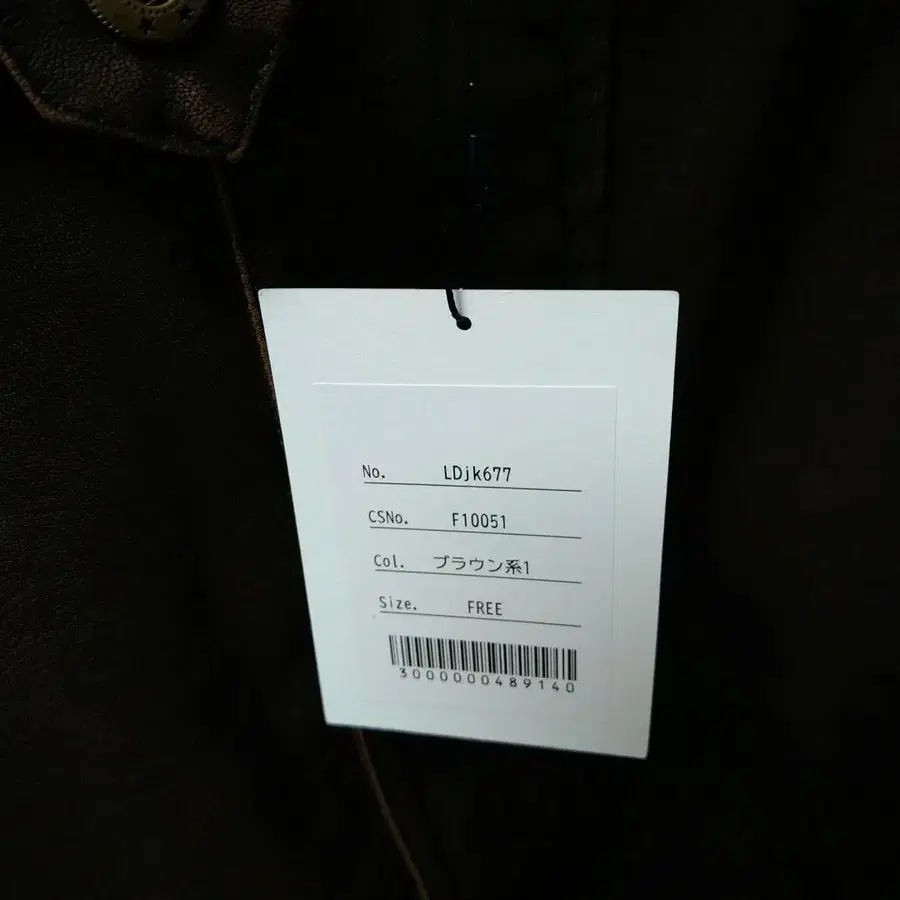 No. LDjk677
CSNo. F10051
Col. ブラウン系1
Size. FREE
3000000489140